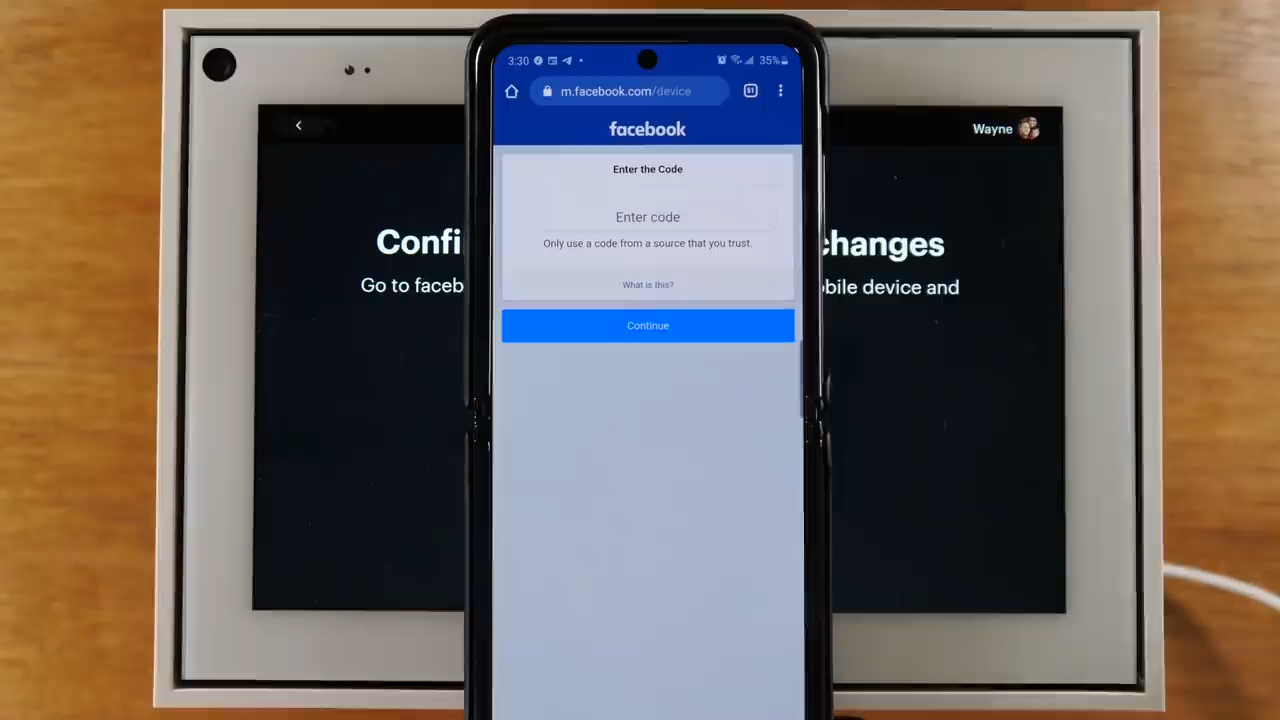 3:30
35%
m.facebook.com/device
51
facebook
Wayne
Enter the Code
Enter code
Only use a code from a source that you trust.
What is this?
Continue
Confi
changes
Go to faceb
bile device and